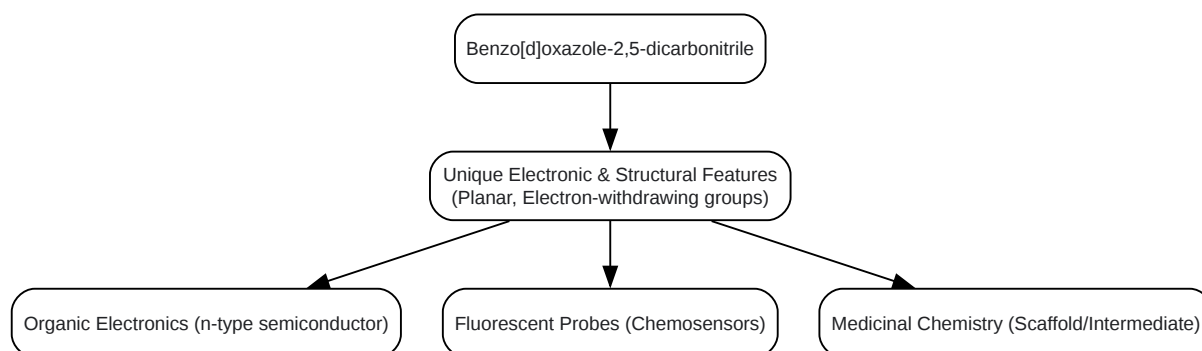 Benzo[d]oxazole-2,5-dicarbonitrile
Unique Electronic & Structural Features
(Planar, Electron-withdrawing groups)
Organic Electronics (n-type semiconductor)
Fluorescent Probes (Chemosensors)
Medicinal Chemistry (Scaffold/Intermediate)